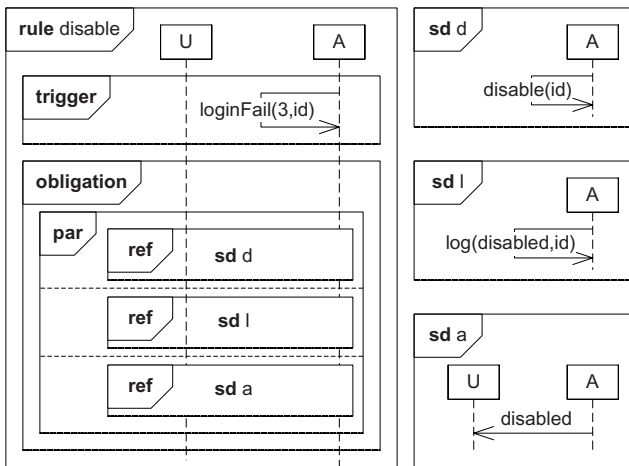 rule disable
U
A
trigger
loginFail(3,id)
obligation
par
ref
sd d
ref
sd l
ref
sd a
sd d
A
disable(id)
sd l
A
log(disabled,id)
sd a
U
A
disabled